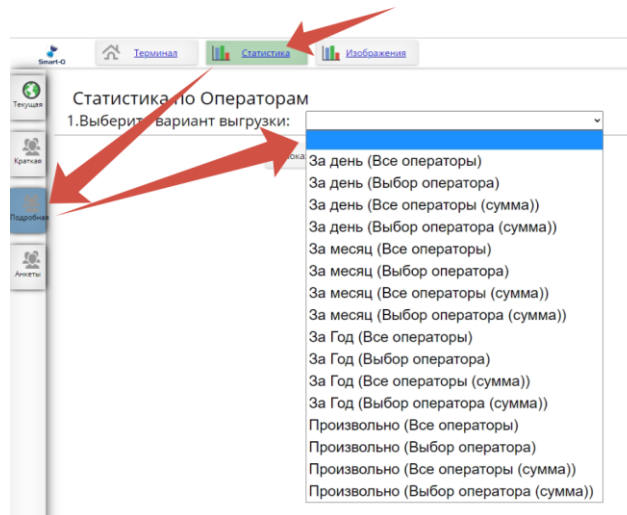 Smart-Q
Терминал
Статистика
Изображения
Текущая
Краткая
Подробная
Анкеты
Статистика по Операторам
1.Выберите вариант выгрузки:
За день (Все операторы)
За день (Выбор оператора)
За день (Все операторы (сумма))
За день (Выбор оператора (сумма))
За месяц (Все операторы)
За месяц (Выбор оператора)
За месяц (Все операторы (сумма))
За месяц (Выбор оператора (сумма))
За Год (Все операторы)
За Год (Выбор оператора)
За Год (Все операторы (сумма))
За Год (Выбор оператора (сумма))
Произвольно (Все операторы)
Произвольно (Выбор оператора)
Произвольно (Все операторы (сумма))
Произвольно (Выбор оператора (сумма))